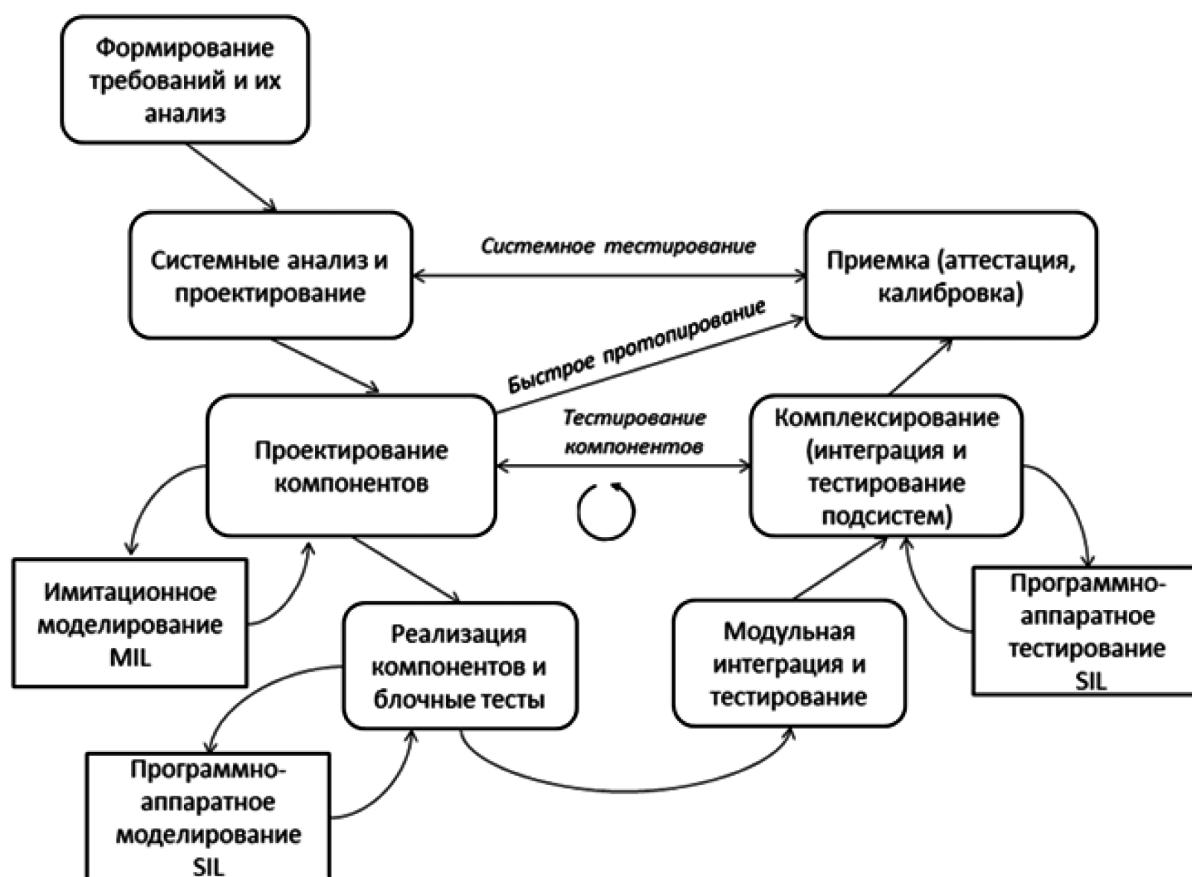 Формирование
требований и их
анализ
Системные анализ и
проектирование
Системное тестирование
Приемка (аттестация,
калибровка)
Быстрое протопирование
Проектирование
компонентов
Тестирование
компонентов
Комплексирование
(интеграция и
тестирование
подсистем)
Имитационное
моделирование
MIL
Реализация
компонентов и
блочные тесты
Модульная
интеграция и
тестирование
Программно-
аппаратное
тестирование
SIL
Программно-
аппаратное
моделирование
SIL